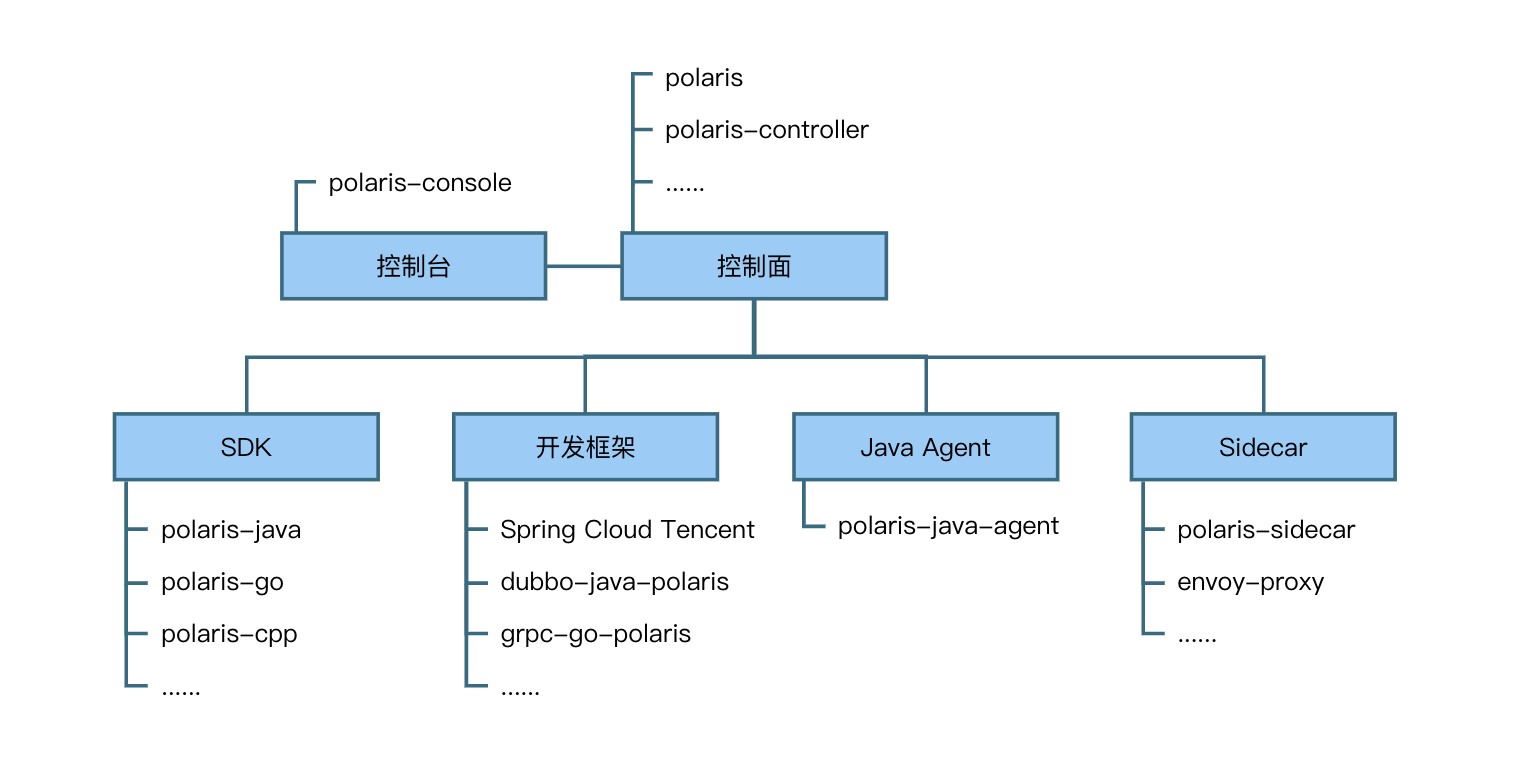 polaris
polaris–controller
......
polaris–console
控制台
控制面
SDK
polaris–java
polaris–go
polaris–cpp
......
开发框架
Spring Cloud Tencent
dubbo–java–polaris
grpc–go–polaris
......
Java Agent
polaris–java–agent
Sidecar
polaris–sidecar
envoy–proxy
......